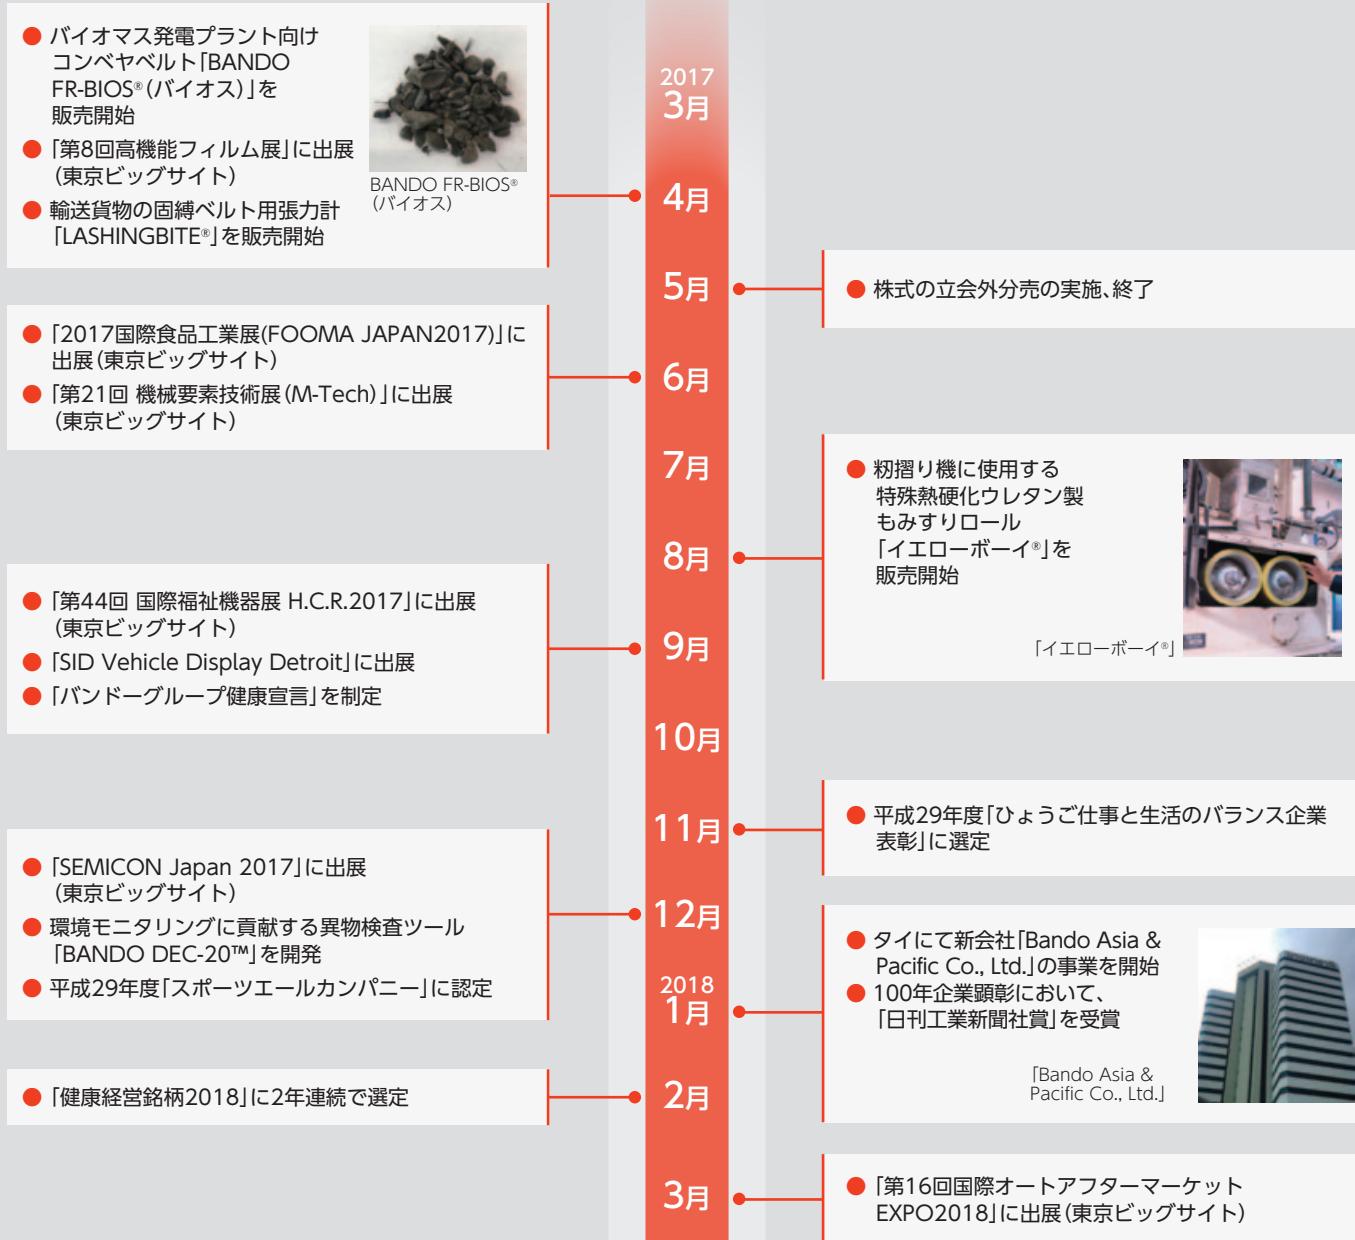 2017
3月
● バイオマス発電プラント向け
コンベヤベルト「BANDO
FR-BIOS®(バイオス)」を
販売開始
● 「第8回高機能フィルム展」に出展
(東京ビッグサイト)
● 輸送貨物の固縛ベルト用張力計
「LASHINGBITE®」を販売開始
BANDO FR-BIOS®
(バイオス)
4月
5月
● 株式の立会外分売の実施、終了
● 「2017国際食品工業展(FOOMA JAPAN2017)」に
出展(東京ビッグサイト)
● 「第21回 機械要素技術展(M-Tech)」に出展
(東京ビッグサイト)
6月
7月
8月
● 籾摺り機に使用する
特殊熱硬化ウレタン製
もみすりロール
「イエローボーイ®」を
販売開始
「イエローボーイ®」
● 「第44回 国際福祉機器展 H.C.R.2017」に出展
(東京ビッグサイト)
● 「SID Vehicle Display Detroit」に出展
● 「バンドーグループ健康宣言」を制定
9月
10月
11月
● 平成29年度「ひょうご仕事と生活のバランス企業
表彰」に選定
● 「SEMICON Japan 2017」に出展
(東京ビッグサイト)
● 環境モニタリングに貢献する異物検査ツール
「BANDO DEC-20™」を開発
● 平成29年度「スポーツエールカンパニー」に認定
12月
2018
1月
● タイにて新会社「Bando Asia &
Pacific Co., Ltd.」の事業を開始
● 100年企業顕彰において、
「日刊工業新聞社賞」を受賞
「Bando Asia &
Pacific Co., Ltd.」
● 「健康経営銘柄2018」に2年連続で選定
2月
3月
● 「第16回国際オートアフターマーケット
EXPO2018」に出展(東京ビッグサイト)